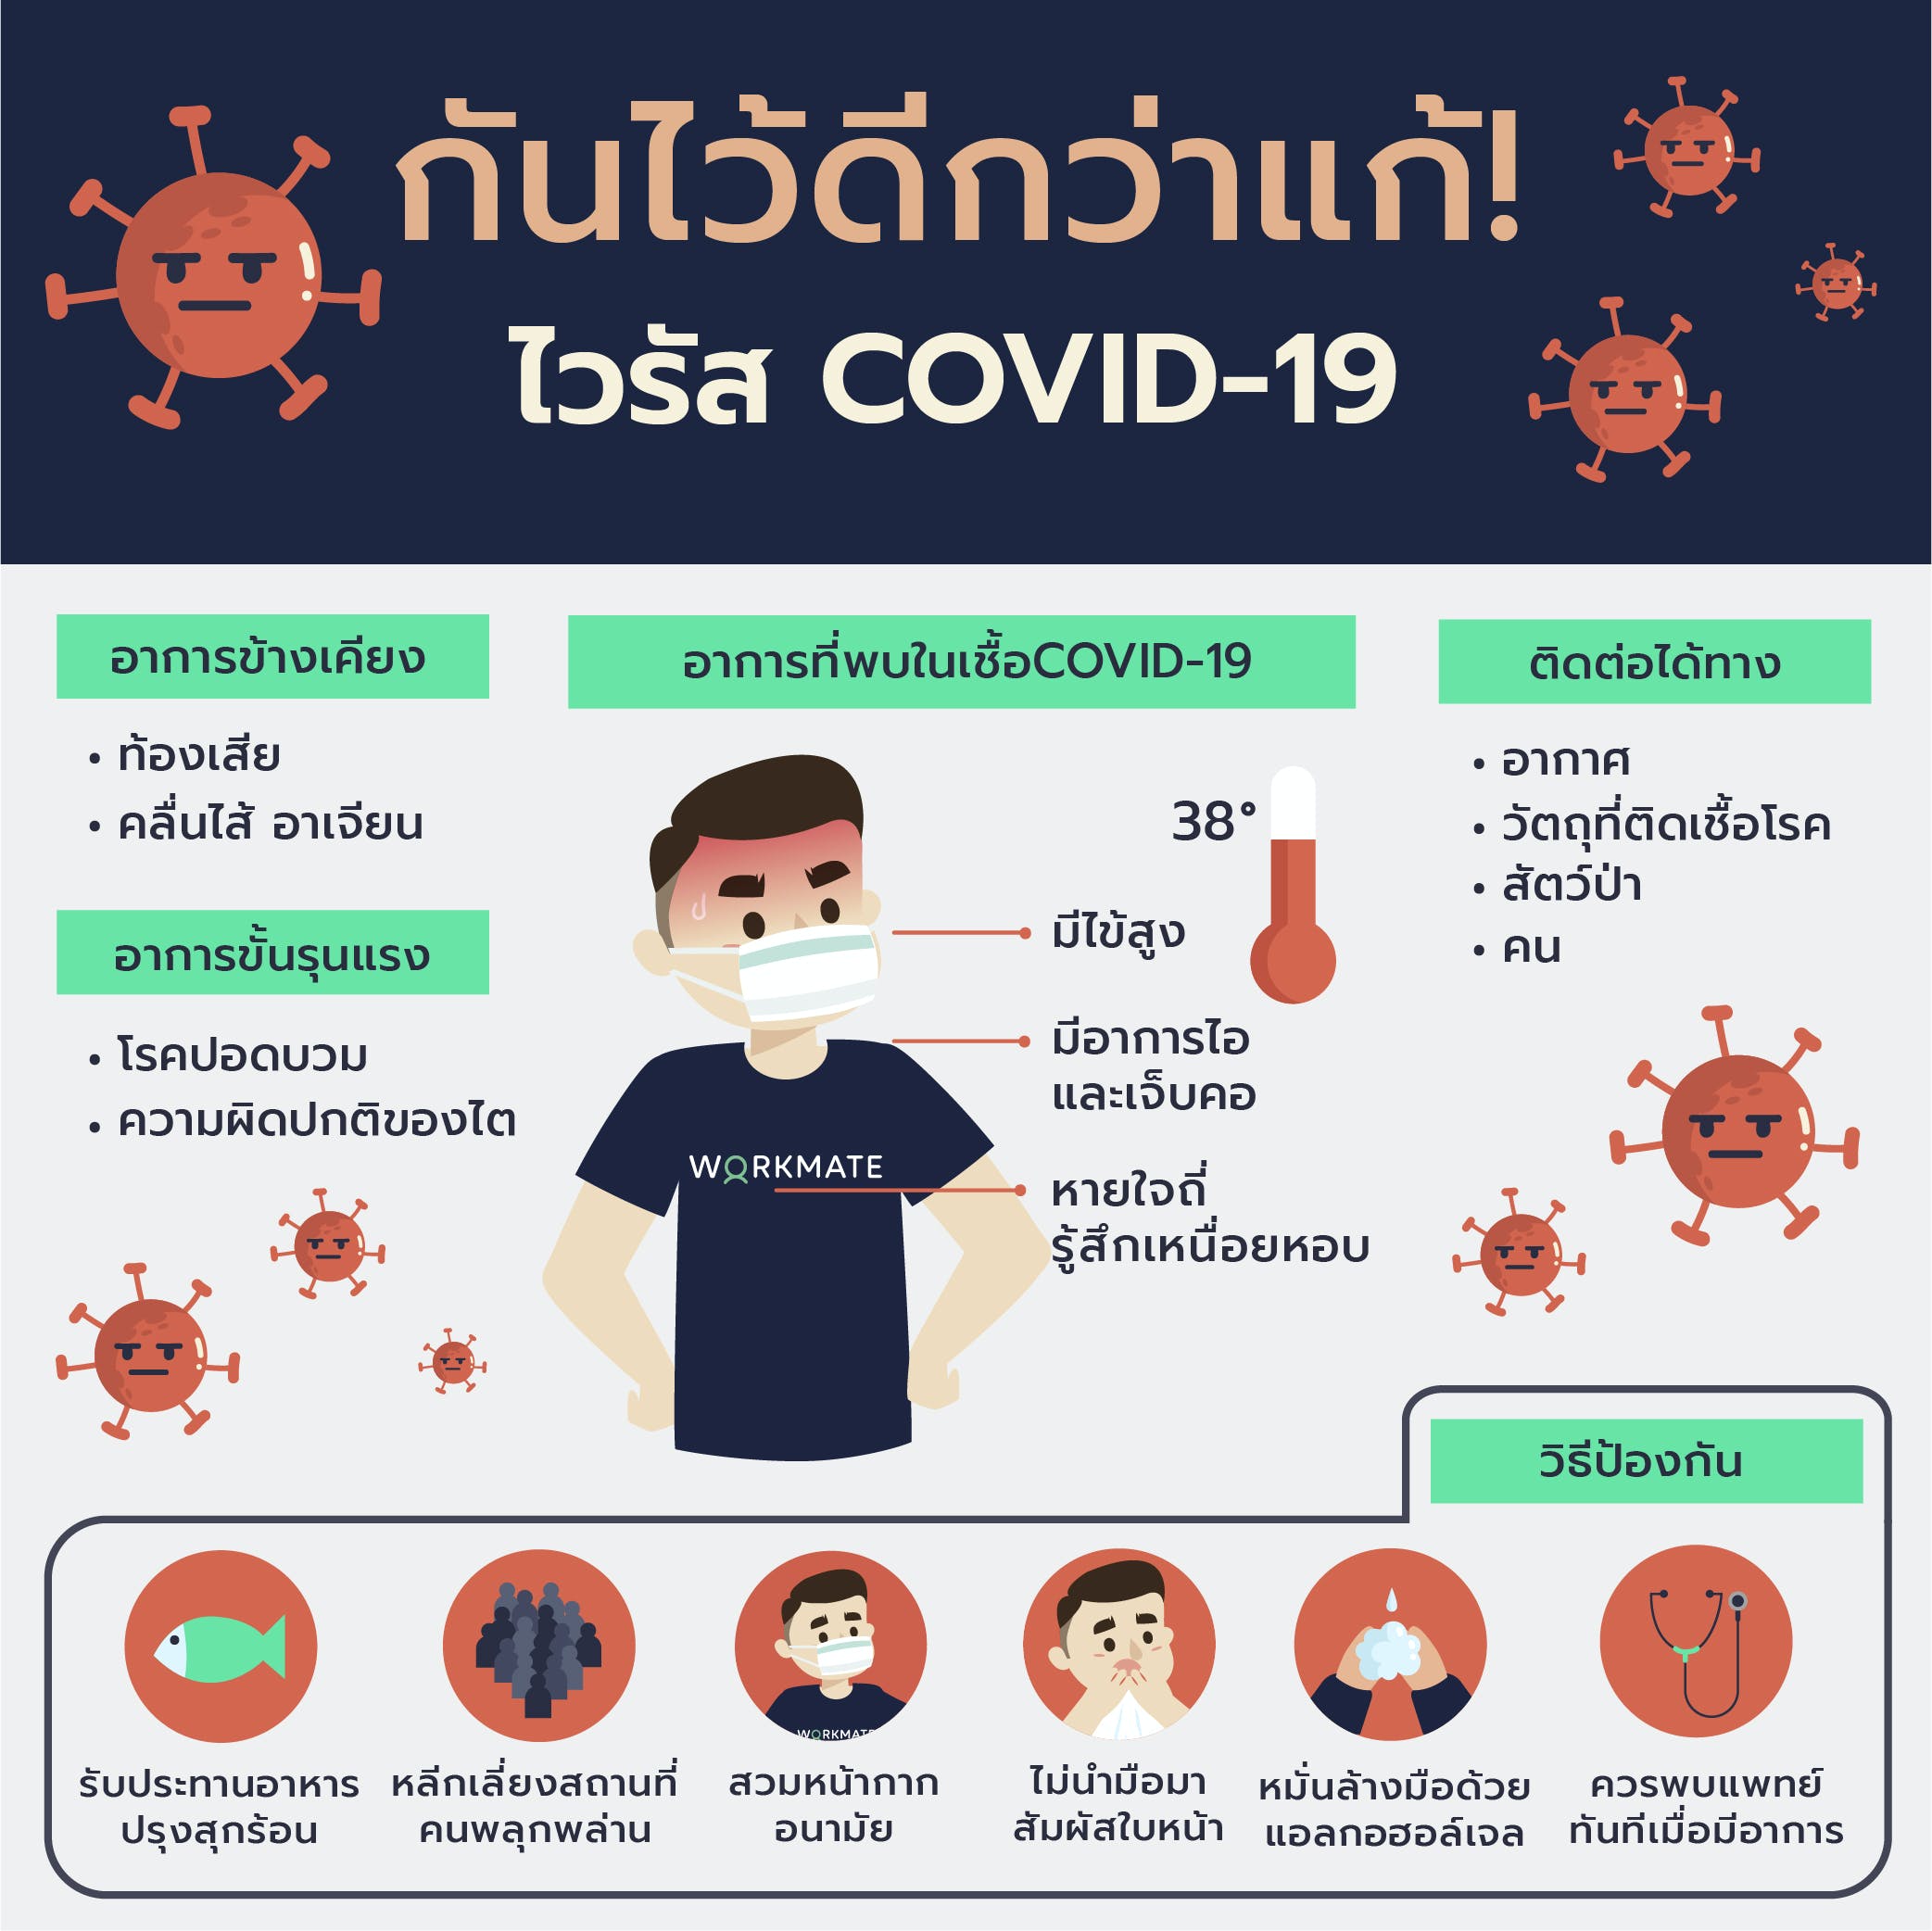 กันไว้ดีกว่าแก้!
ไวรัส COVID-19
อาการข้างเคียง
• ท้องเสีย
• คลื่นไส้ อาเจียน
อาการขั้นรุนแรง
• โรคปอดบวม
• ความผิดปกติของไต
อาการที่พบในเชื้อCOVID-19
38°
มีไข้สูง
มีอาการไอ
และเจ็บคอ
หายใจถี่
รู้สึกเหนื่อยหอบ
WORKMATE
ติดต่อได้ทาง
• อากาศ
• วัตถุที่ติดเชื้อโรค
• สัตว์ป่า
• คน
วิธีป้องกัน
รับประทานอาหาร
ปรุงสุกร้อน
หลีกเลี่ยงสถานที่
คนพลุกพล่าน
WORKMATE
สวมหน้ากาก
อนามัย
ไม่นำมือมา
สัมผัสใบหน้า
หมั่นล้างมือด้วย
แอลกอฮอล์เจล
ควรพบแพทย์
ทันทีเมื่อมีอาการ